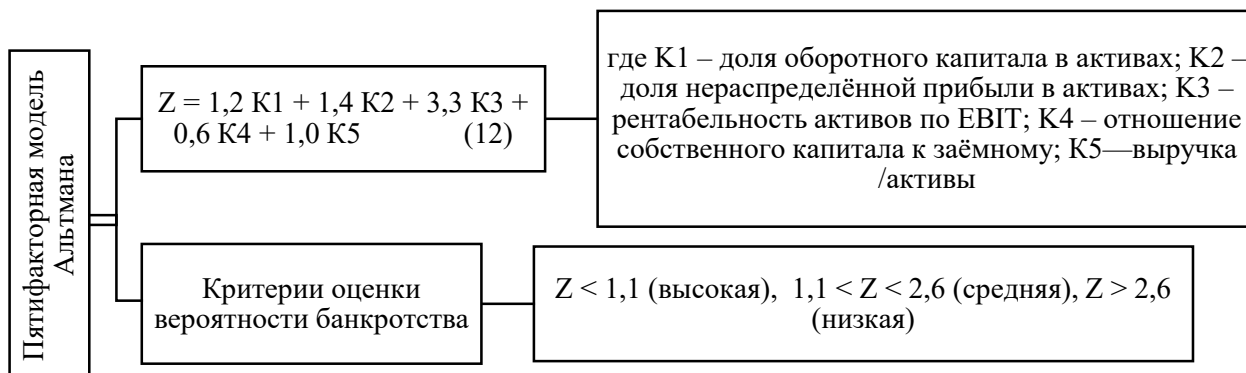 Пятифакторная модель
Альтмана
Z = 1,2 К1 + 1,4 К2 + 3,3 К3 +
0,6 К4 + 1,0 К5 (12)
где К1 – доля оборотного капитала в активах; К2 –
доля нераспределённой прибыли в активах; К3 –
рентабельность активов по EBIT; К4 – отношение
собственного капитала к заёмному; К5—выручка
/активы
Критерии оценки
вероятности банкротства
Z < 1,1 (высокая), 1,1 < Z < 2,6 (средняя), Z > 2,6
(низкая)